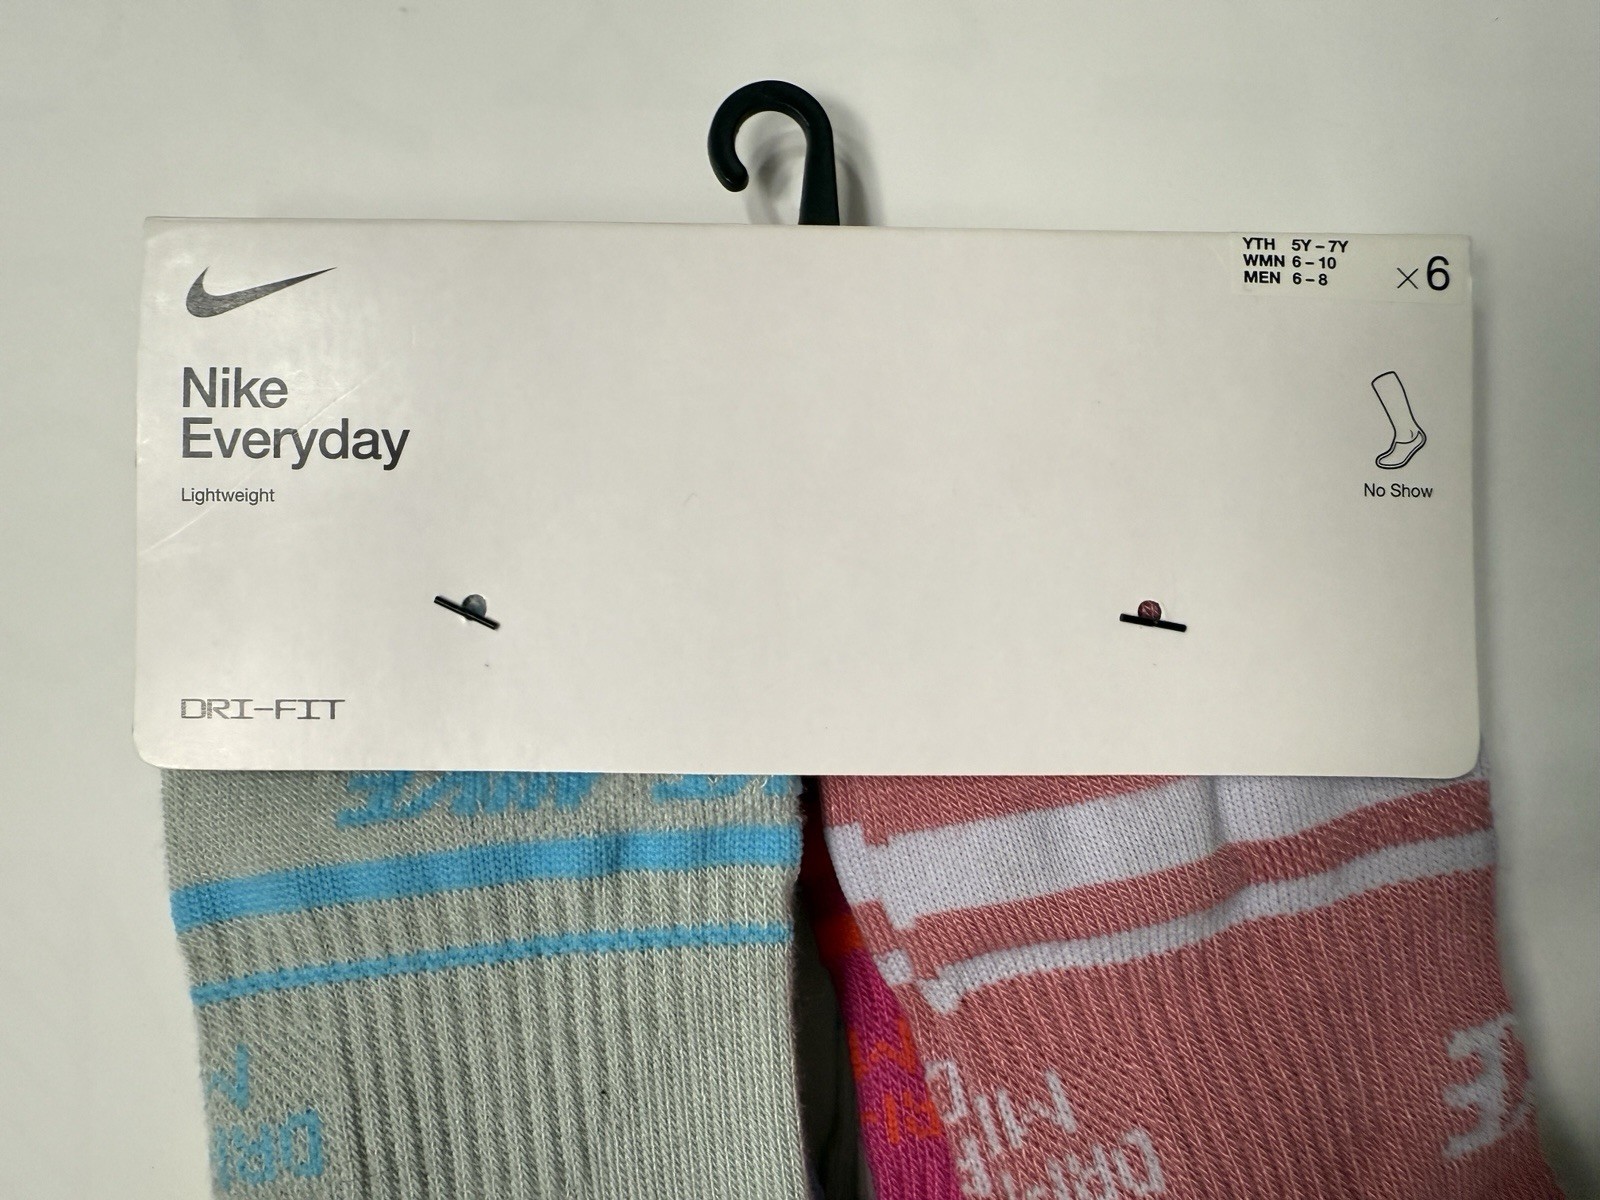 YTH 5Y – 7Y
WMN 6 – 10
MEN 6 – 8
×6
Nike
Everyday
Lightweight
No Show
DRI-FIT